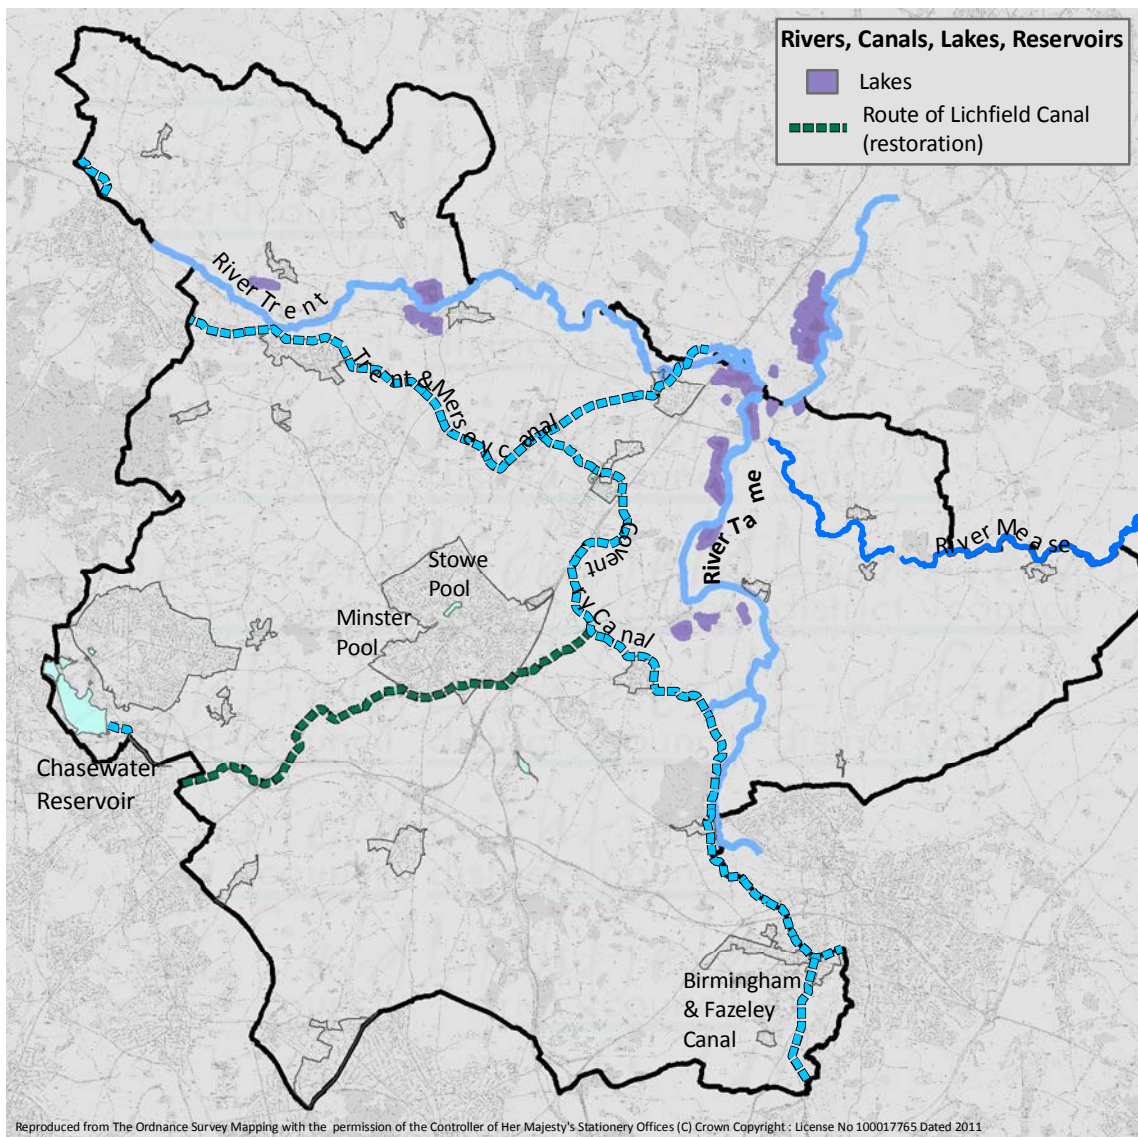 Rivers, Canals, Lakes, Reservoirs
Lakes
Route of Lichfield Canal
(restoration)
River Trent
Trent & Mersey canal
River Tame
River Mease
Stowe
Pool
Minster
Pool
Coventry Canal
Chasewater
Reservoir
Birmingham
& Fazeley
Canal
Reproduced from The Ordnance Survey Mapping with the permission of the Controller of Her Majesty's Stationery Offices (C) Crown Copyright : License No 100017765 Dated 2011